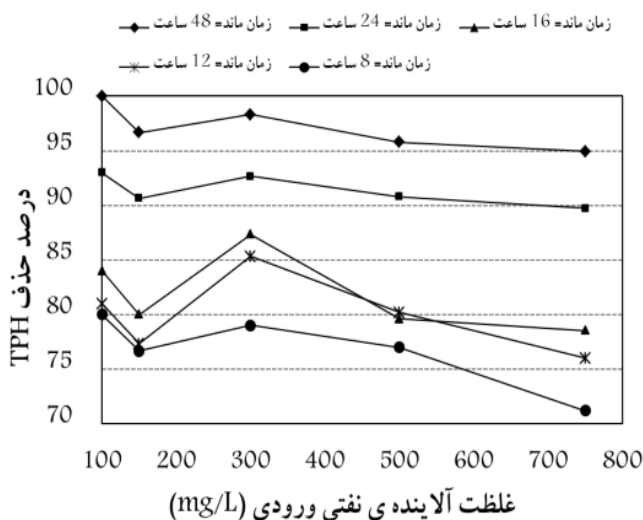 زمان ماند= 48 ساعت زمان ماند= 24 ساعت زمان ماند= 16 ساعت
زمان ماند= 12 ساعت زمان ماند= 8 ساعت
درصد حذف TPH
100
95
90
85
80
75
70
100 200 300 400 500 600 700 800
غلظت آلاینده ی نفتی ورودی (mg/L)